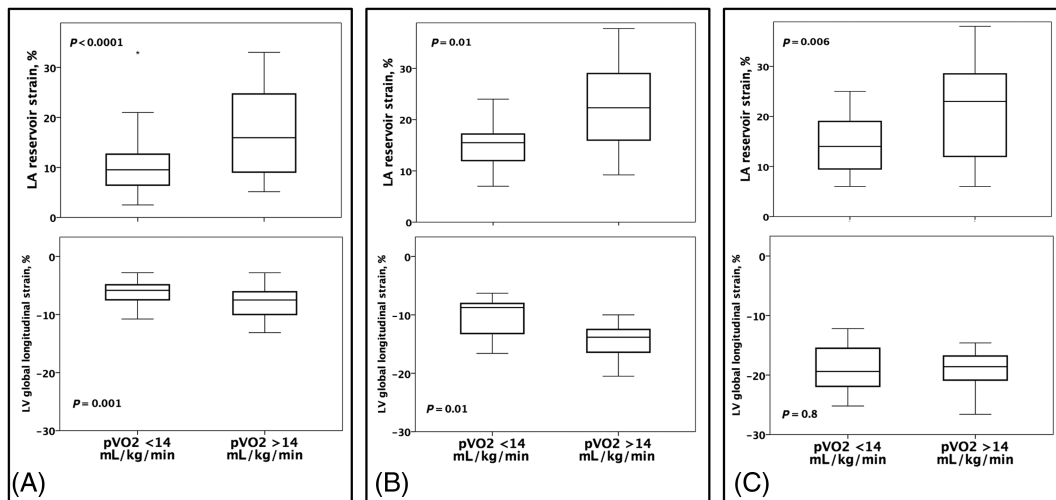 P<0.0001
*
LA reservoir strain, %
30
20
10
0
P=0.001
LV global longitudinal strain, %
0
−10
−20
−30
pVO2 <14
mL/kg/min
pVO2 >14
mL/kg/min
(A)
P=0.01
LA reservoir strain, %
30
20
10
0
P=0.01
LV global longitudinal strain, %
0
−10
−20
−30
pVO2 <14
mL/kg/min
pVO2 >14
mL/kg/min
(B)
P=0.006
LA reservoir strain, %
30
20
10
0
P=0.8
LV global longitudinal strain, %
0
−10
−20
−30
pVO2 <14
mL/kg/min
pVO2 >14
mL/kg/min
(C)